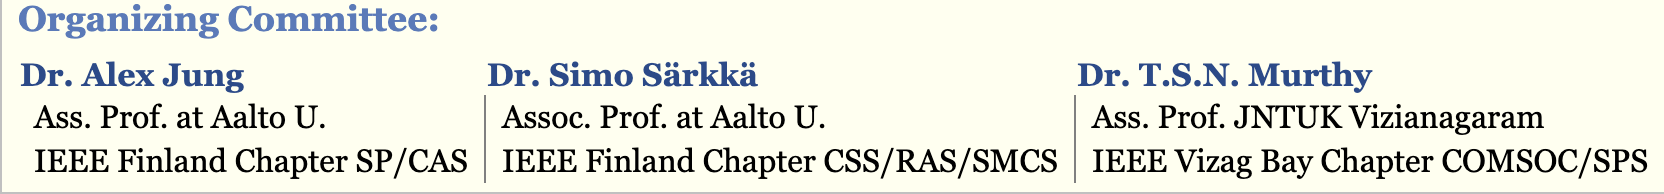 Organizing Committee:
Dr. Alex Jung
Ass. Prof. at Aalto U.
IEEE Finland Chapter SP/CAS
Dr. Simo Särkkä
Assoc. Prof. at Aalto U.
IEEE Finland Chapter CSS/RAS/SMCS
Dr. T.S.N. Murthy
Ass. Prof. JNTUK Vizianagaram
IEEE Vizag Bay Chapter COMSOC/SPS